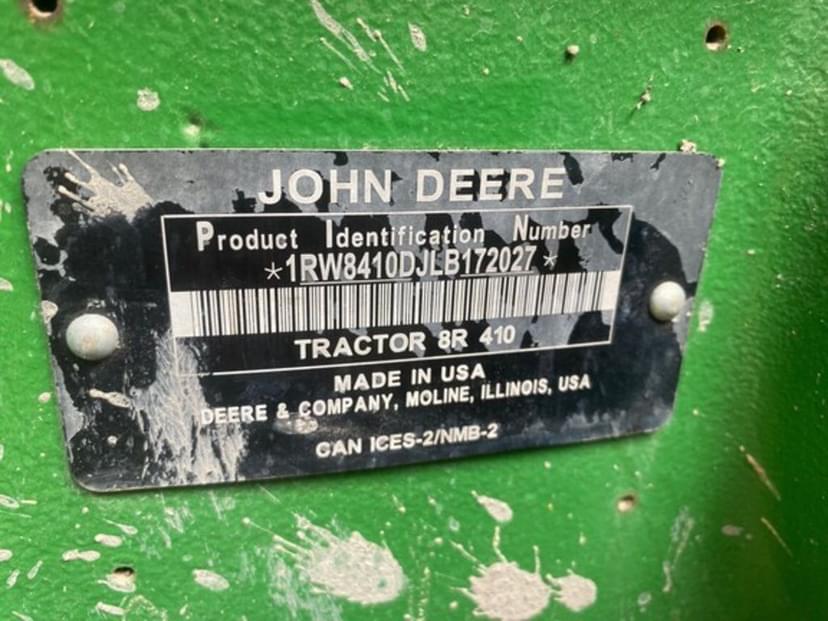 JOHN DEERE
Product Identification Number
*1RW8410DJLB172027*
TRACTOR 8R 410
MADE IN USA
DEERE & COMPANY, MOLINE, ILLINOIS, USA
CAN ICES-2/NMB-2